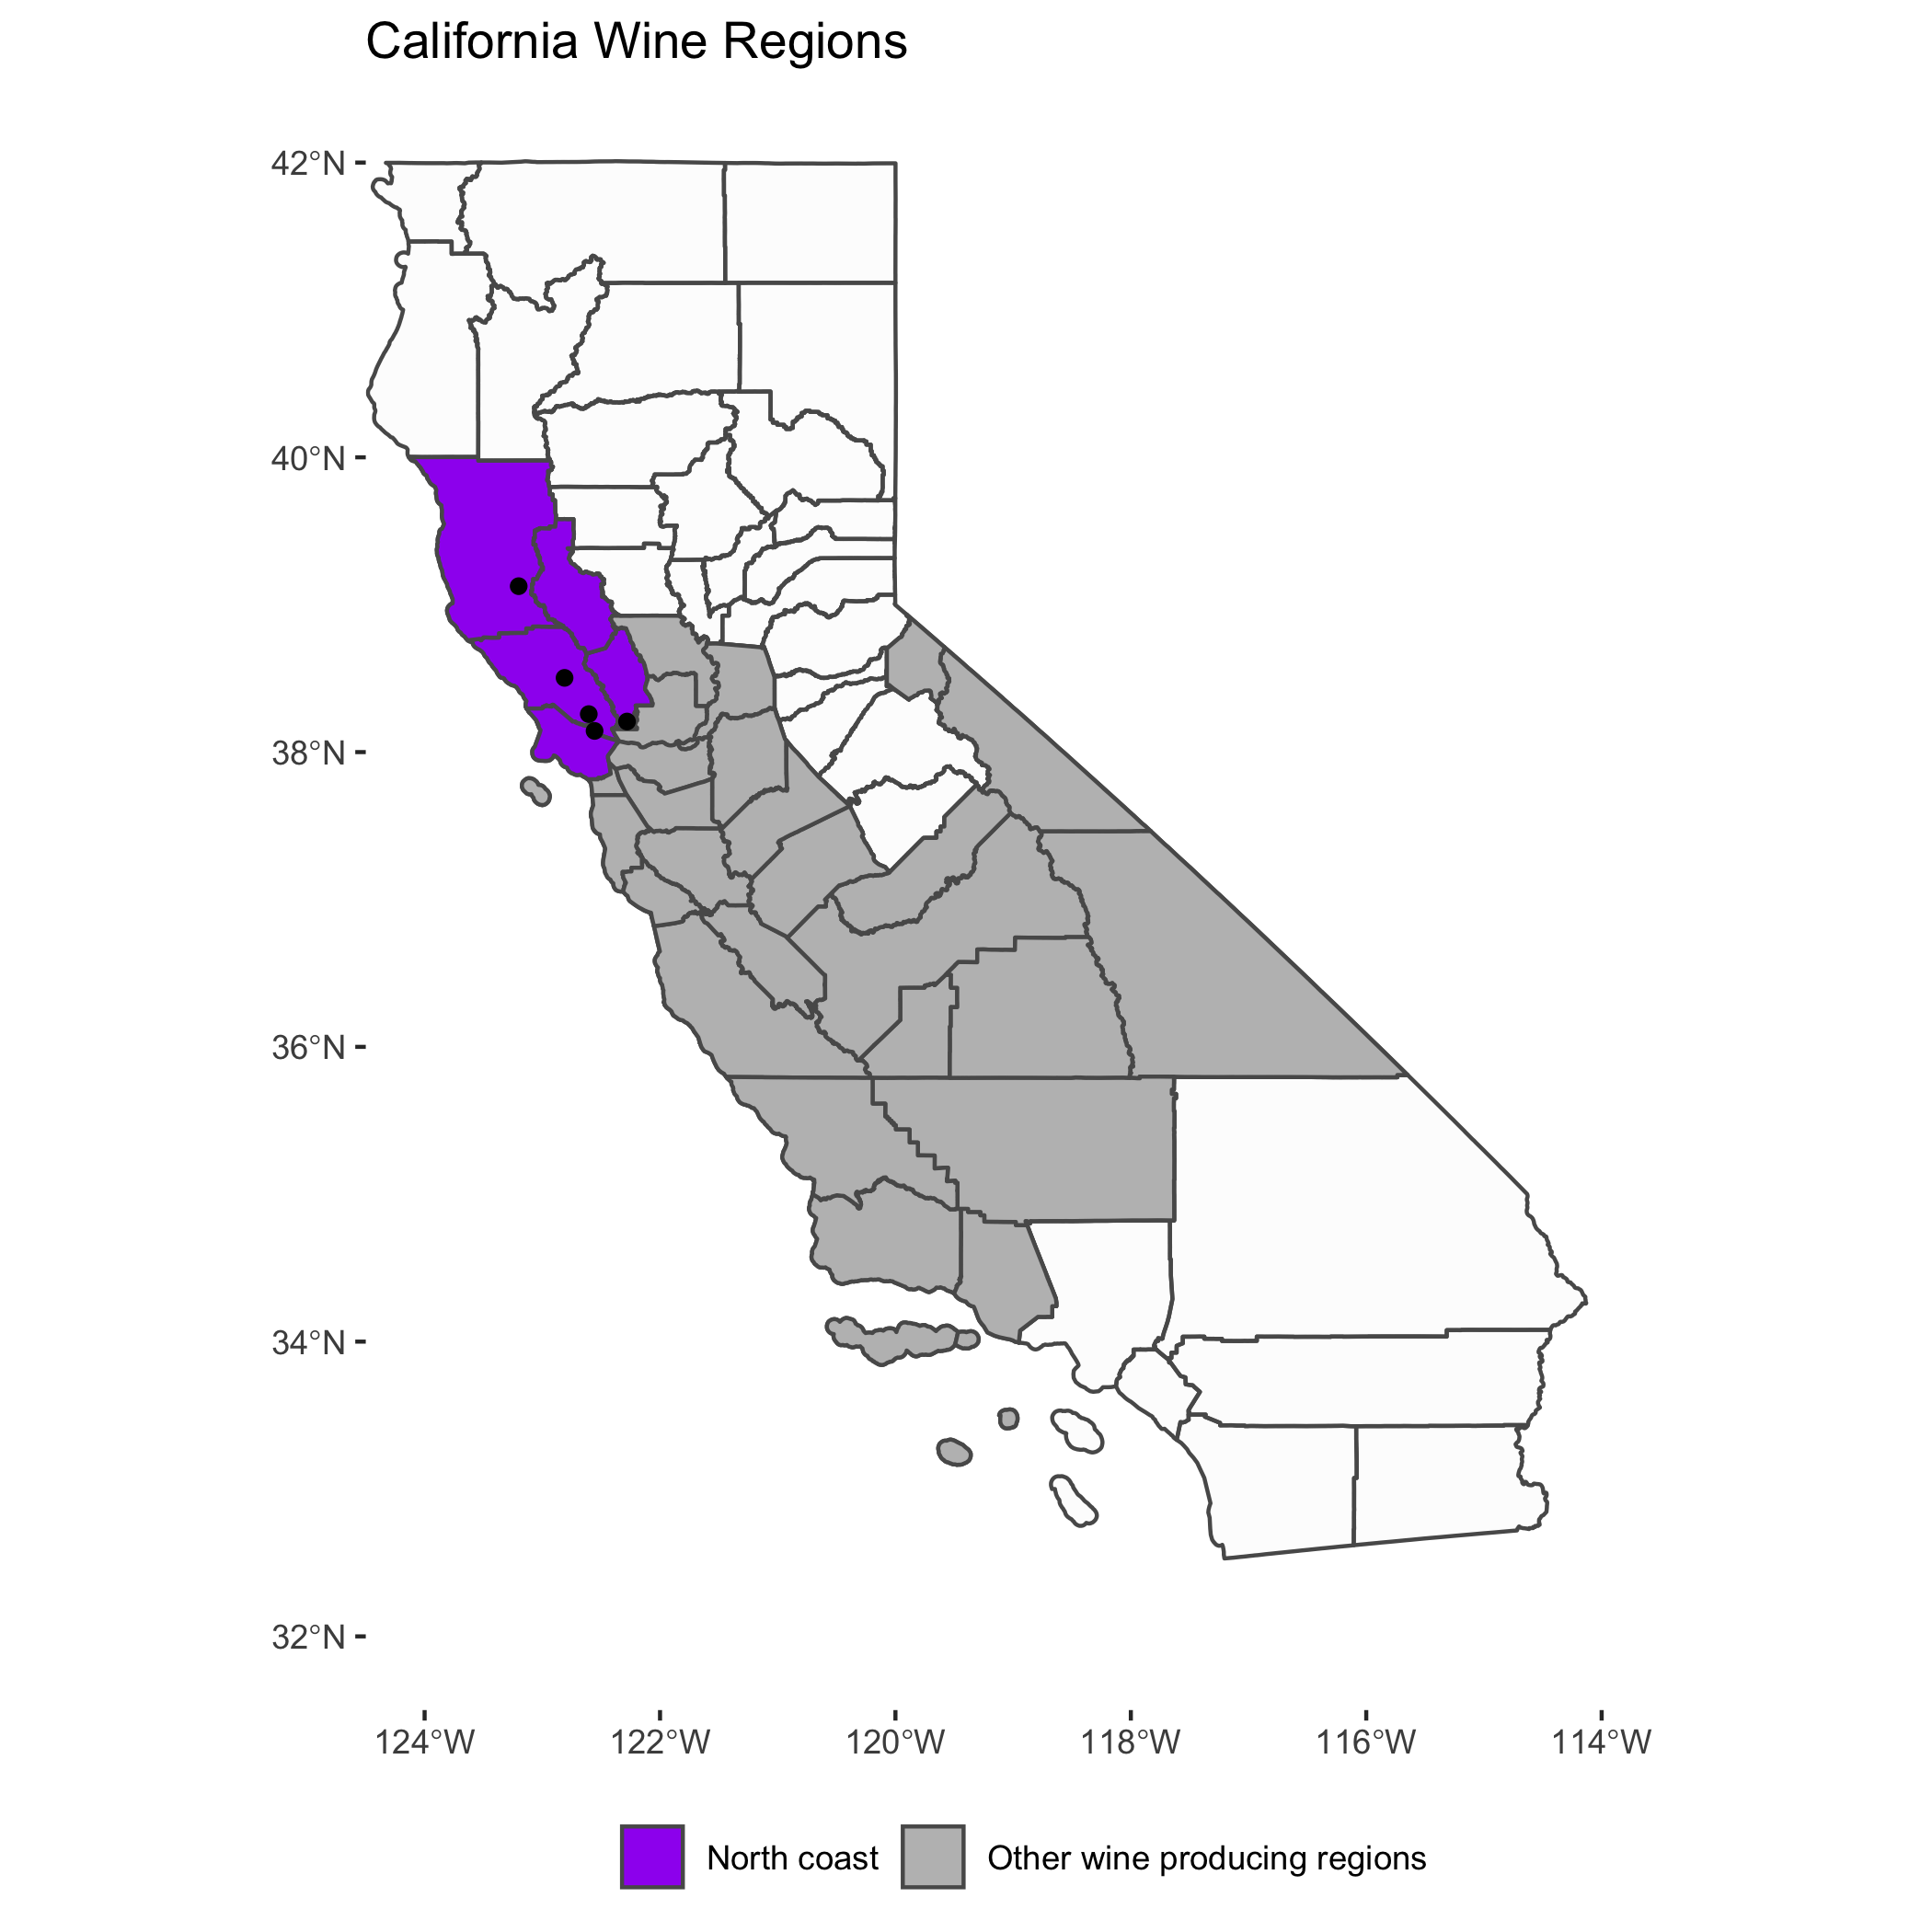 California Wine Regions
42°N
40°N
38°N
36°N
34°N
32°N
124°W 122°W 120°W 118°W 116°W 114°W
North coast Other wine producing regions